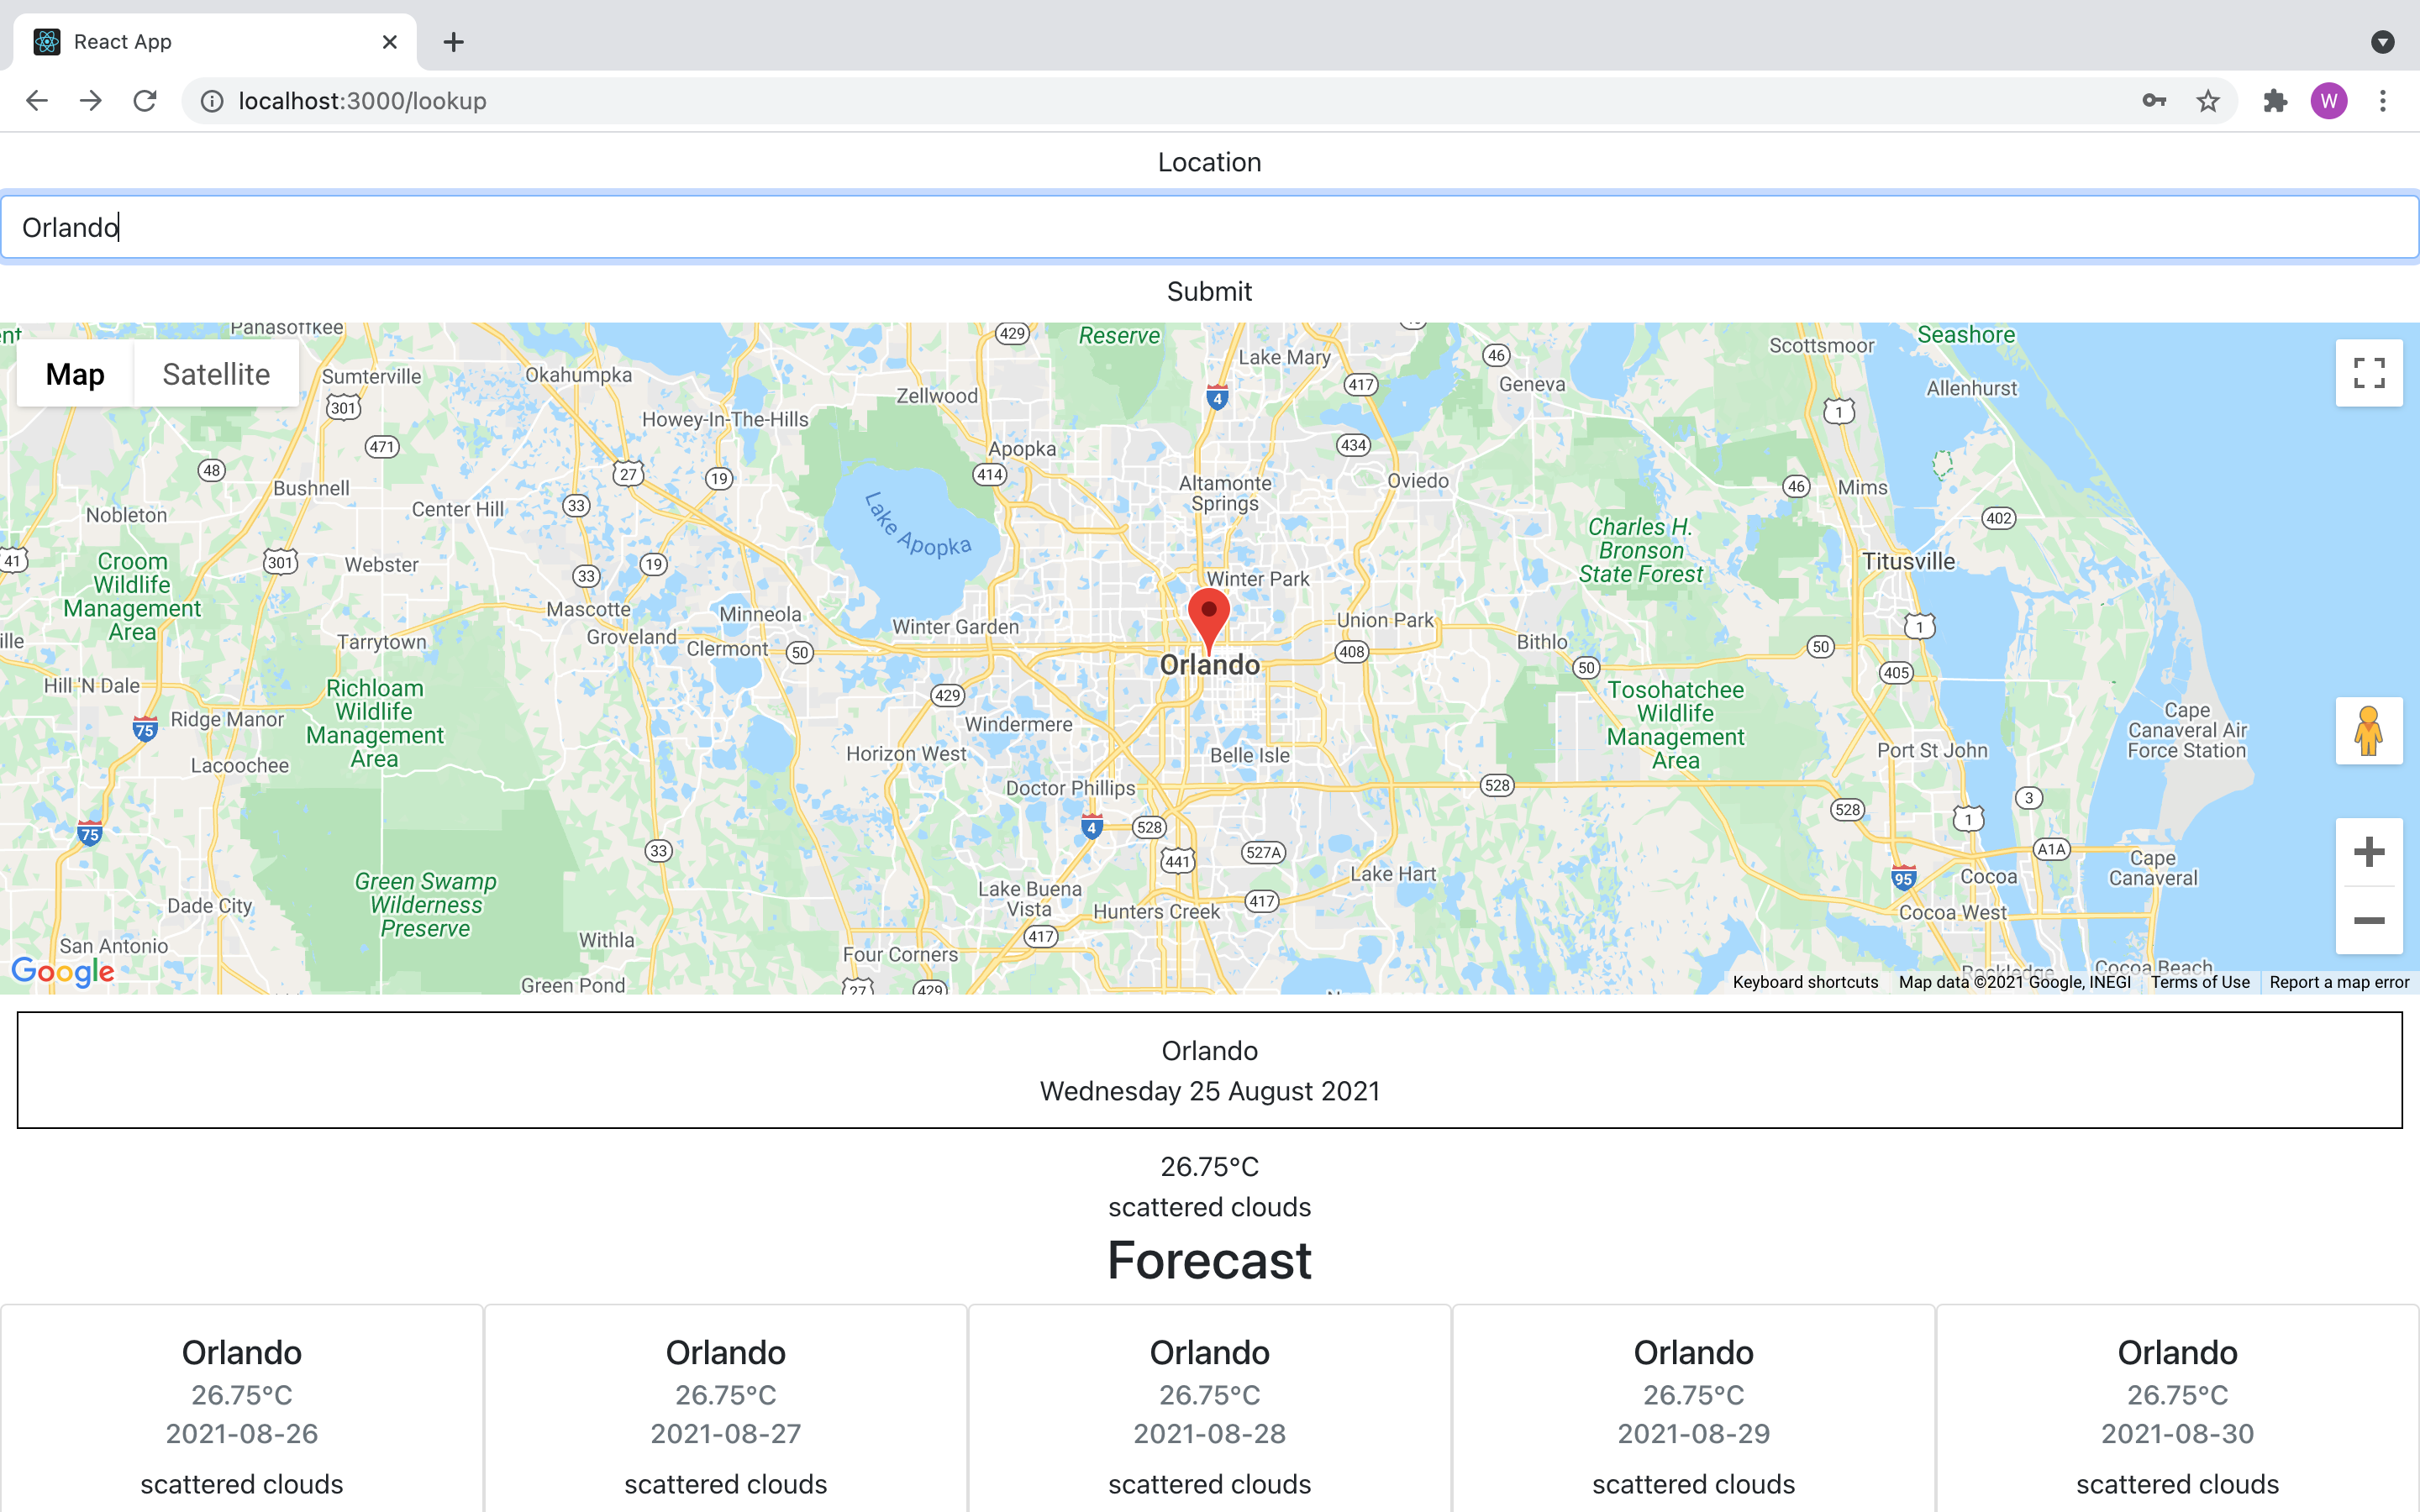 React App
localhost:3000/lookup
W
Location
Orlando
Submit
Map
Satellite
Panasoffkee
Sumterville
Okahumpka
Howey-In-The-Hills
Zellwood
Reserve
Lake Mary
Geneva
Scottsmoor
Seashore
Allenhurst
429
46
417
4
301
471
48
27
19
414
434
1
Apopka
Altamonte
Springs
Oviedo
46
Mims
402
Bushnell
Nobleton
Center Hill
33
Lake Apopka
Charles H.
Bronson
State Forest
Titusville
41
Croom
Wildlife
Management
Area
301
Webster
33
19
Mascotte
Minneola
Winter Park
Winter Garden
Union Park
1
ille
Tarrytown
Groveland
Clermont
50
Orlando
408
Bithlo
50
50
405
Hill 'N Dale
Ridge Manor
75
Richloam
Wildlife
Management
Area
429
Windermere
Tosohatchee
Wildlife
Management
Area
Cape
Canaveral Air
Force Station
Lacoochee
Horizon West
Belle Isle
Port St John
Doctor Phillips
528
528
3
75
33
4
528
441
527A
1
A1A
Green Swamp
Wilderness
Preserve
Lake Buena
Vista
Lake Hart
95
Cocoa
Cape
Canaveral
Dade City
Hunters Creek
417
Cocoa West
San Antonio
Withla
417
Four Corners
Green Pond
27
429
Rockledge
Cocoa Beach
Google
Keyboard shortcuts
Map data ©2021 Google, INEGI
Terms of Use
Report a map error
Orlando
Wednesday 25 August 2021
26.75°C
scattered clouds
Forecast
Orlando
26.75°C
2021-08-26
scattered clouds
Orlando
26.75°C
2021-08-27
scattered clouds
Orlando
26.75°C
2021-08-28
scattered clouds
Orlando
26.75°C
2021-08-29
scattered clouds
Orlando
26.75°C
2021-08-30
scattered clouds